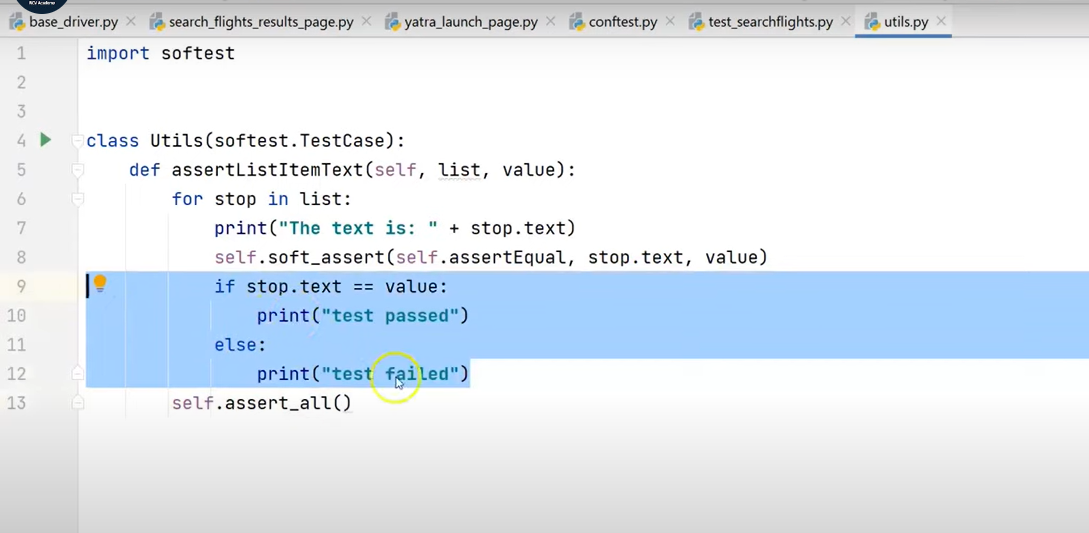 RCV Academy
base_driver.py search_flights_results_page.py yatra_launch_page.py conftest.py test_searchflights.py utils.py
1 import softest
2
3
4 class Utils(softest.TestCase):
5 def assertListItemText(self, list, value):
6 for stop in list:
7 print("The text is: " + stop.text)
8 self.soft_assert(self.assertEqual, stop.text, value)
9 if stop.text == value:
10 print("test passed")
11 else:
12 print("test failed")
13 self.assert_all()